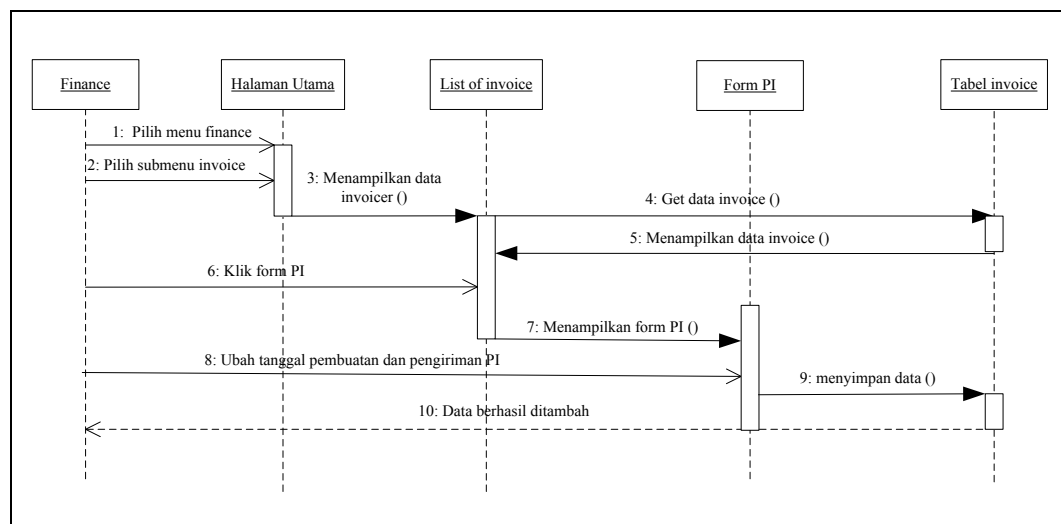 Finance
Halaman Utama
List of invoice
Form PI
Tabel invoice
1: Pilih menu finance
2: Pilih submenu invoice
3: Menampilkan data
invoicer ()
4: Get data invoice ()
5: Menampilkan data invoice ()
6: Klik form PI
7: Menampilkan form PI ()
8: Ubah tanggal pembuatan dan pengiriman PI
9: menyimpan data ()
10: Data berhasil ditambah